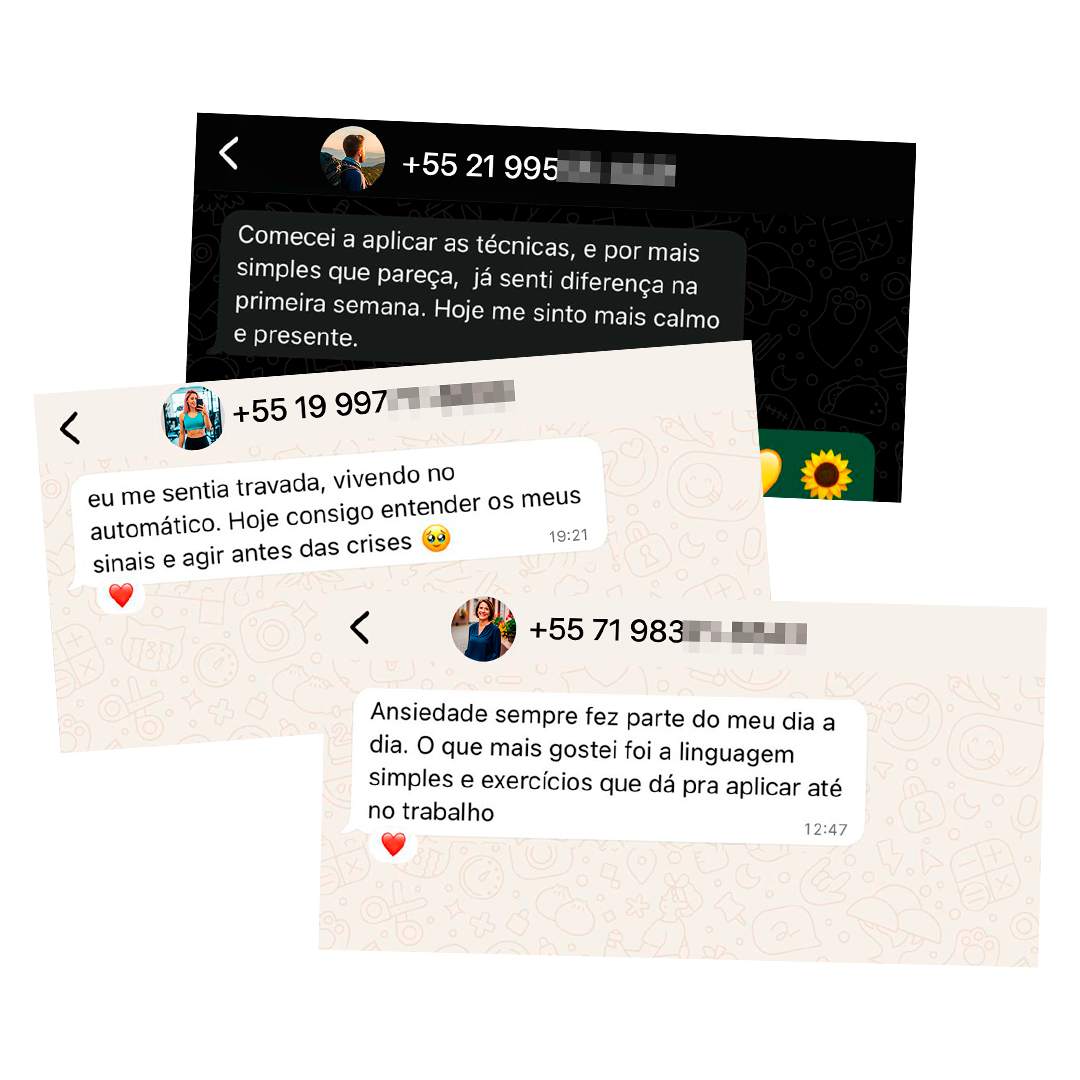 +55 21 995
Comecei a aplicar as técnicas, e por mais
simples que pareça, já senti diferença na
primeira semana. Hoje me sinto mais calmo
e presente.
+55 19 997
eu me sentia travada, vivendo no
automático. Hoje consigo entender os meus
sinais e agir antes das crises 🥹
19:21
+55 71 983
Ansiedade sempre fez parte do meu dia a
dia. O que mais gostei foi a linguagem
simples e exercícios que dá pra aplicar até
no trabalho
12:47